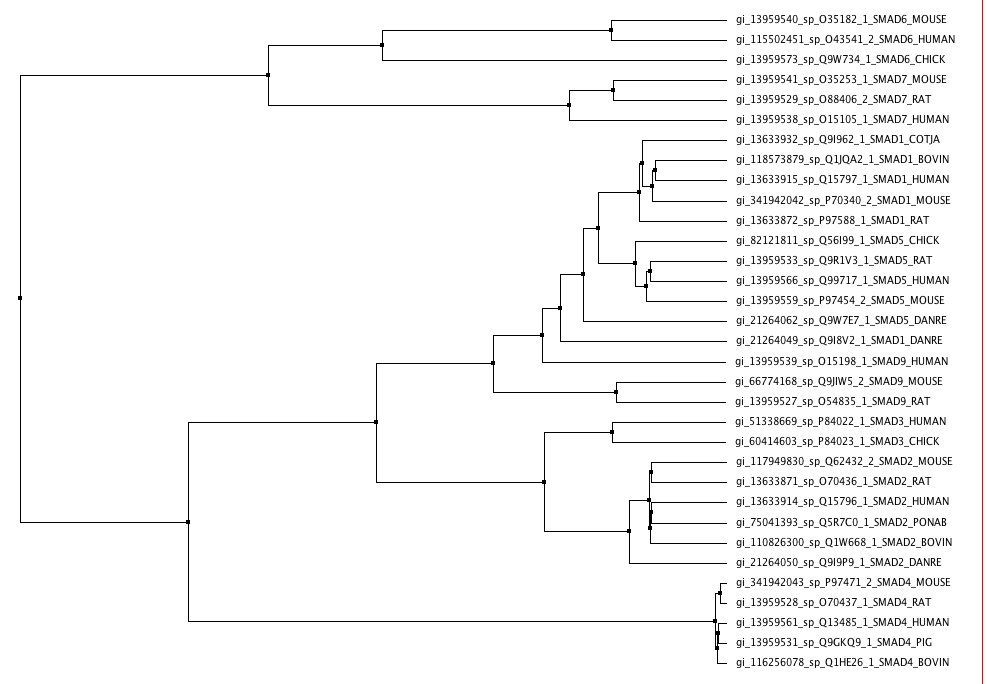 gi_13959540_sp_O35182_1_SMAD6_MOUSE
gi_115502451_sp_O43541_2_SMAD6_HUMAN
gi_13959573_sp_Q9W734_1_SMAD6_CHICK
gi_13959541_sp_O35253_1_SMAD7_MOUSE
gi_13959529_sp_O88406_2_SMAD7_RAT
gi_13959538_sp_O15105_1_SMAD7_HUMAN
gi_13633932_sp_Q9I962_1_SMAD1_COTJA
gi_118573879_sp_Q1JQA2_1_SMAD1_BOVIN
gi_13633915_sp_Q15797_1_SMAD1_HUMAN
gi_341942042_sp_P70340_2_SMAD1_MOUSE
gi_13633872_sp_P97588_1_SMAD1_RAT
gi_82121811_sp_Q56I99_1_SMAD5_CHICK
gi_13959533_sp_Q9R1V3_1_SMAD5_RAT
gi_13959566_sp_Q99717_1_SMAD5_HUMAN
gi_13959559_sp_P97454_2_SMAD5_MOUSE
gi_21264062_sp_Q9W7E7_1_SMAD5_DANRE
gi_21264049_sp_Q9I8V2_1_SMAD1_DANRE
gi_13959539_sp_O15198_1_SMAD9_HUMAN
gi_66774168_sp_Q9JIW5_2_SMAD9_MOUSE
gi_13959527_sp_O54835_1_SMAD9_RAT
gi_51338669_sp_P84022_1_SMAD3_HUMAN
gi_60414603_sp_P84023_1_SMAD3_CHICK
gi_117949830_sp_Q62432_2_SMAD2_MOUSE
gi_13633871_sp_O70436_1_SMAD2_RAT
gi_13633914_sp_Q15796_1_SMAD2_HUMAN
gi_75041393_sp_Q5R7C0_1_SMAD2_PONAB
gi_110826300_sp_Q1W668_1_SMAD2_BOVIN
gi_21264050_sp_Q9I9P9_1_SMAD2_DANRE
gi_341942043_sp_P97471_2_SMAD4_MOUSE
gi_13959528_sp_O70437_1_SMAD4_RAT
gi_13959561_sp_Q13485_1_SMAD4_HUMAN
gi_13959531_sp_Q9GKQ9_1_SMAD4_PIG
gi_116256078_sp_Q1HE26_1_SMAD4_BOVIN